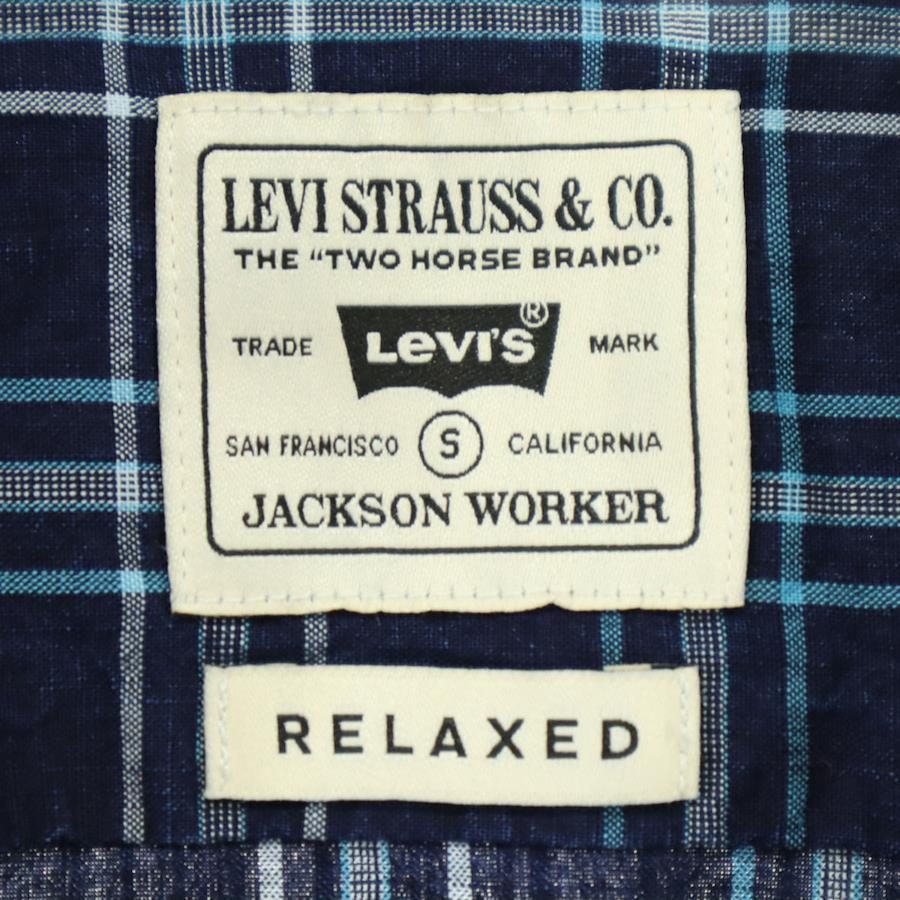 LEVI STRAUSS & CO.
THE "TWO HORSE BRAND"
TRADE LEVI'S ® MARK
SAN FRANCISCO S CALIFORNIA
JACKSON WORKER
RELAXED